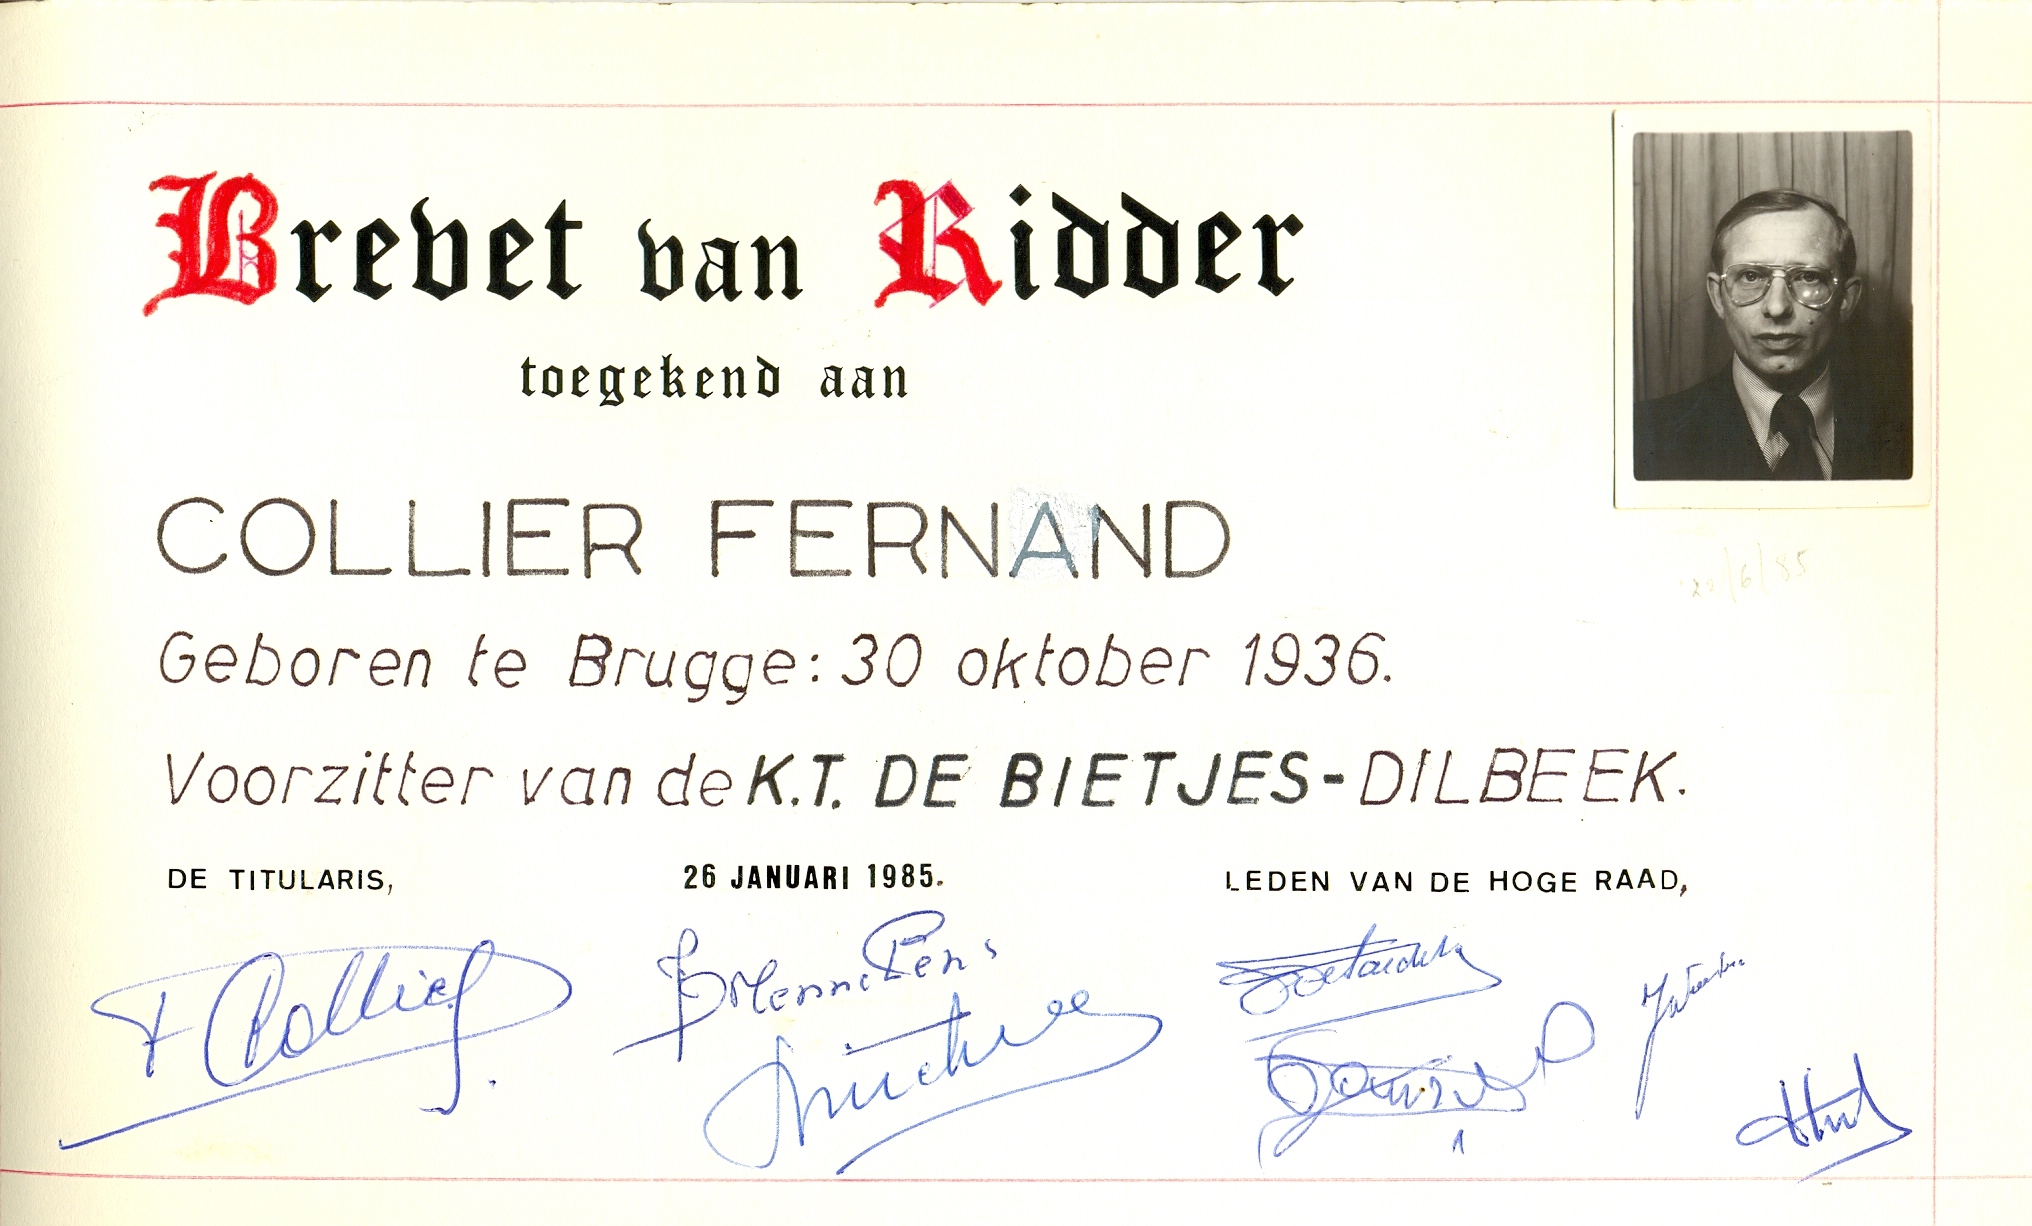 Brevet van Ridder
toegekend aan
COLLIER FERNAND
Geboren te Brugge: 30 oktober 1936.
Voorzitter van de K.T. DE BIETJES-DILBEEK.
DE TITULARIS, 26 JANUARI 1985. LEDEN VAN DE HOGE RAAD,
F Collier